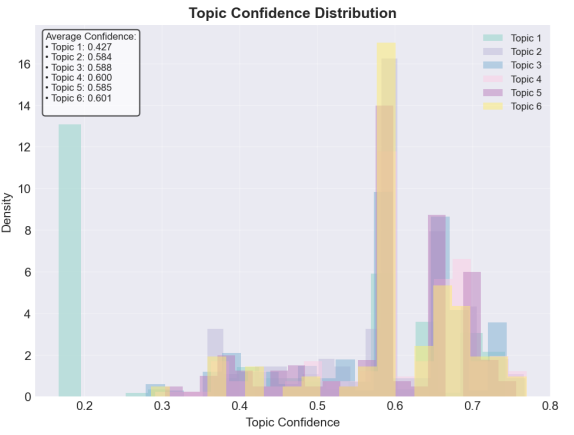 Topic Confidence Distribution
Average Confidence:
• Topic 1: 0.427
• Topic 2: 0.584
• Topic 3: 0.588
• Topic 4: 0.600
• Topic 5: 0.585
• Topic 6: 0.601
Topic 1
Topic 2
Topic 3
Topic 4
Topic 5
Topic 6
16
14
12
10
8
6
4
2
0
Density
0.2 0.3 0.4 0.5 0.6 0.7 0.8
Topic Confidence